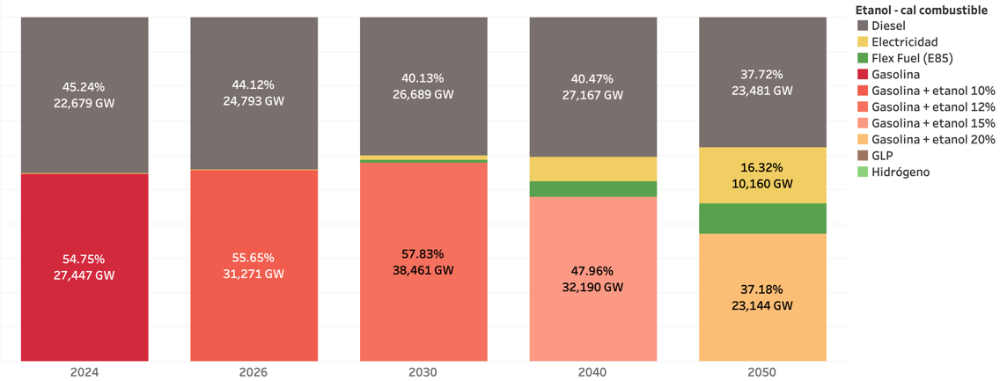 Etanol - cal combustible
Diesel
Electricidad
Flex Fuel (E85)
Gasolina
Gasolina + etanol 10%
Gasolina + etanol 12%
Gasolina + etanol 15%
Gasolina + etanol 20%
GLP
Hidrógeno
45.24%
22,679 GW
54.75%
27,447 GW
44.12%
24,793 GW
55.65%
31,271 GW
40.13%
26,689 GW
57.83%
38,461 GW
40.47%
27,167 GW
47.96%
32,190 GW
37.72%
23,481 GW
16.32%
10,160 GW
37.18%
23,144 GW
2024
2026
2030
2040
2050